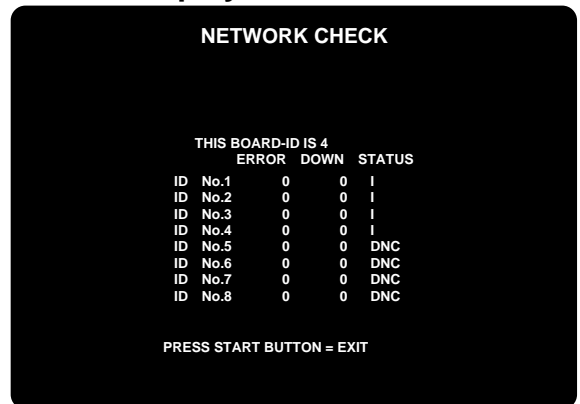 NETWORK CHECK
THIS BOARD-ID IS 4
ERROR DOWN STATUS
ID No.1 0 0 I
ID No.2 0 0 I
ID No.3 0 0 I
ID No.4 0 0 I
ID No.5 0 0 DNC
ID No.6 0 0 DNC
ID No.7 0 0 DNC
ID No.8 0 0 DNC
PRESS START BUTTON = EXIT